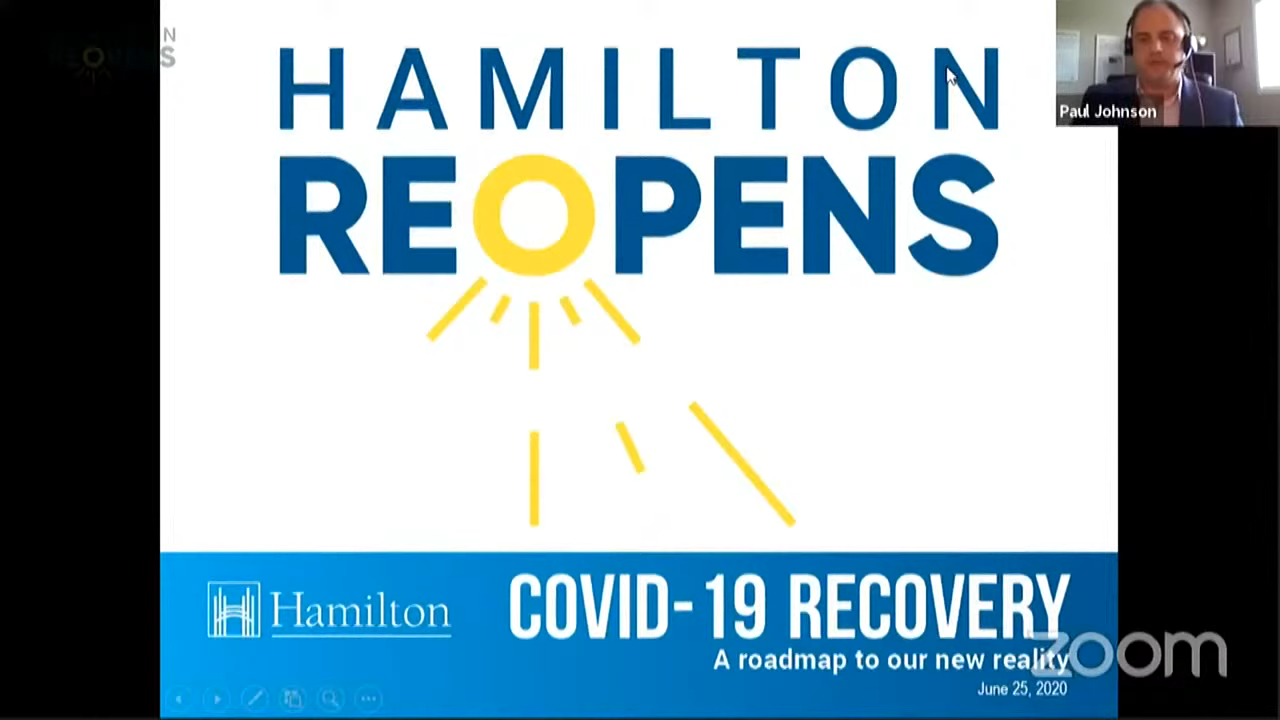 HAMILTON
REOPENS
Paul Johnson
Hamilton
COVID-19 RECOVERY
A roadmap to our new reality
June 25, 2020
zoom